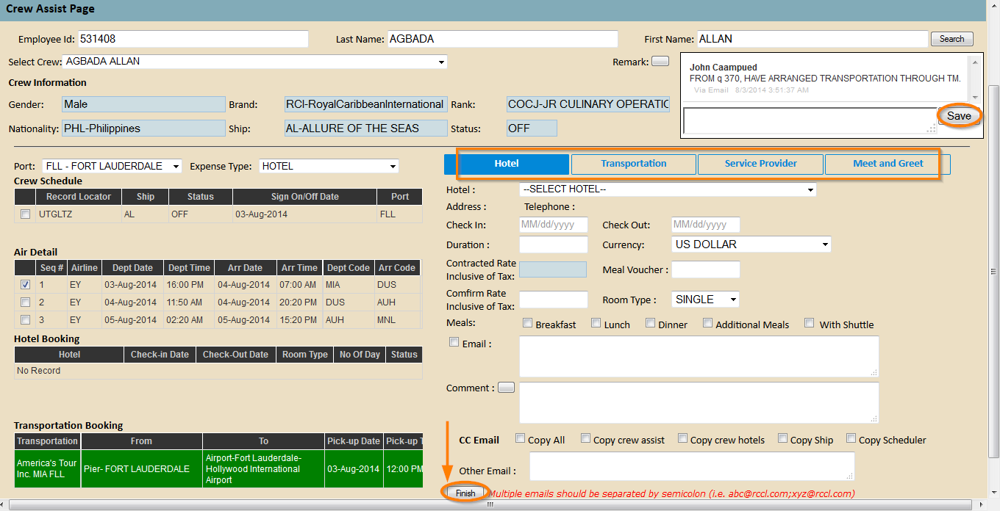 Crew Assist Page
Employee Id: 531408 Last Name: AGBADA First Name: ALLAN Search
Select Crew: AGBADA ALLAN Remark:
John Caampued
FROM q 370, HAVE ARRANGED TRANSPORTATION THROUGH TM.
Via Email 8/3/2014 3:51:37 AM
Save
Crew Information
Gender: Male Brand: RCI-RoyalCaribbeanInternational Rank: COCJ-JR CULINARY OPERATIC
Nationality: PHL-Philippines Ship: AL-ALLURE OF THE SEAS Status: OFF
Port: FLL - FORT LAUDERDALE Expense Type: HOTEL
Crew Schedule
Record Locator Ship Status Sign On/Off Date Port
UTGLTZ AL OFF 03-Aug-2014 FLL
Air Detail
Seq # Airline Dept Date Dept Time Arr Date Arr Time Dept Code Arr Code
1 EY 03-Aug-2014 16:00 PM 04-Aug-2014 07:00 AM MIA DUS
2 EY 04-Aug-2014 11:50 AM 04-Aug-2014 20:20 PM DUS AUH
3 EY 05-Aug-2014 02:20 AM 05-Aug-2014 15:20 PM AUH MNL
Hotel Booking
Hotel Check-in Date Check-Out Date Room Type No Of Day Status
No Record
Transportation Booking
Transportation From To Pick-up Date Pick-up T
America's Tour Inc. MIA FLL Pier- FORT LAUDERDALE Airport-Fort Lauderdale-Hollywood International Airport 03-Aug-2014 12:00 PM
Hotel Transportation Service Provider Meet and Greet
Hotel : --SELECT HOTEL--
Address : Telephone :
Check In: MM/dd/yyyy Check Out: MM/dd/yyyy
Duration : Currency: US DOLLAR
Contracted Rate
Inclusive of Tax: Meal Voucher :
Comfirm Rate
Inclusive of Tax: Room Type : SINGLE
Meals: Breakfast Lunch Dinner Additional Meals With Shuttle
Email :
Comment :
CC Email Copy All Copy crew assist Copy crew hotels Copy Ship Copy Scheduler
Other Email :
Finish Multiple emails should be separated by semicolon (i.e. abc@rccl.com;xyz@rccl.com)